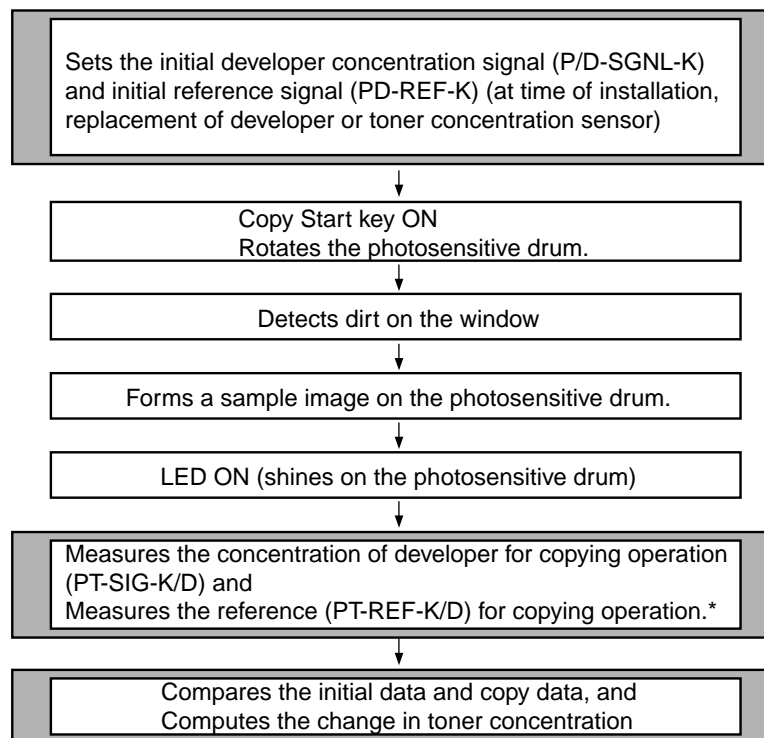 Sets the initial developer concentration signal (P/D-SGNL-K)
and initial reference signal (PD-REF-K) (at time of installation,
replacement of developer or toner concentration sensor)
Copy Start key ON
Rotates the photosensitive drum.
Detects dirt on the window
Forms a sample image on the photosensitive drum.
LED ON (shines on the photosensitive drum)
Measures the concentration of developer for copying operation
(PT-SIG-K/D) and
Measures the reference (PT-REF-K/D) for copying operation.*
Compares the initial data and copy data, and
Computes the change in toner concentration